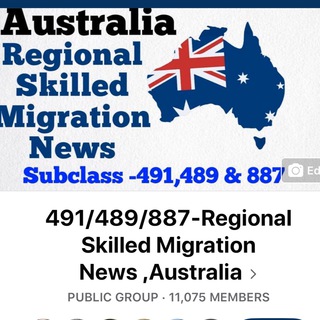 Australia
Regional
Skilled
Migration
News
Subclass -491,489 & 887
Ed
491/489/887-Regional
Skilled Migration
News ,Australia >
PUBLIC GROUP · 11,075 MEMBERS